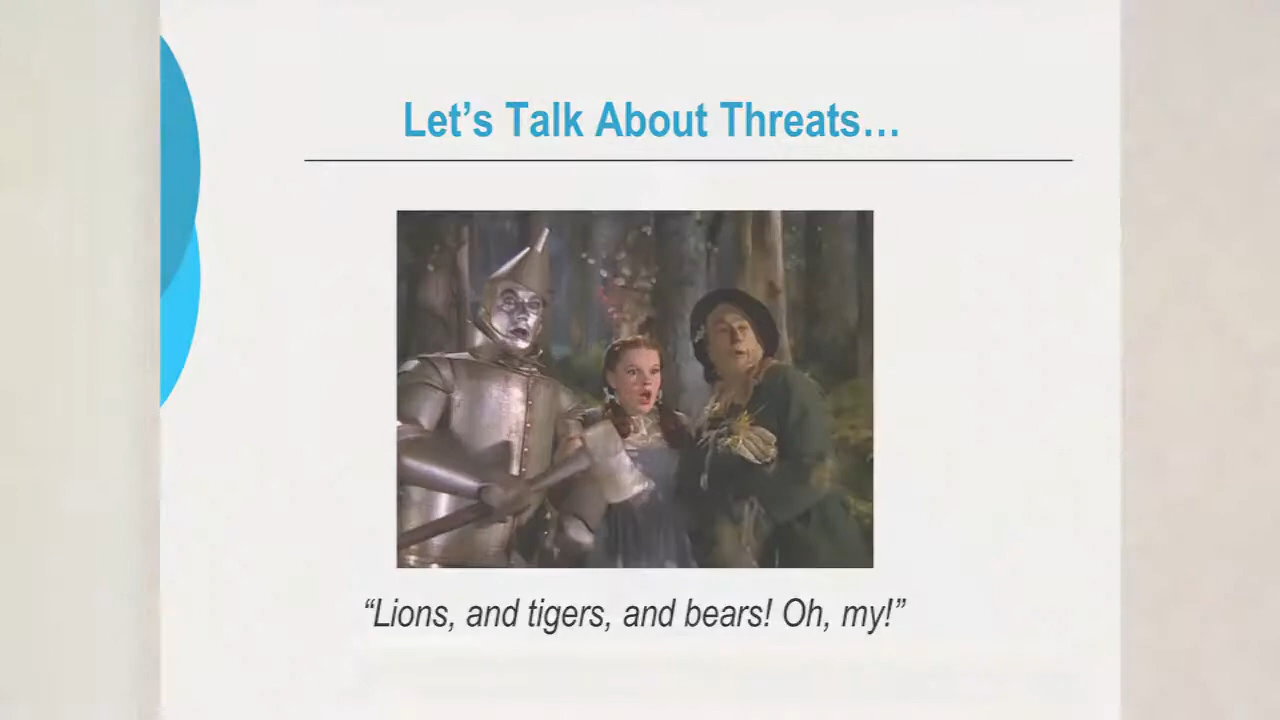 Let’s Talk About Threats…
“Lions, and tigers, and bears! Oh, my!”